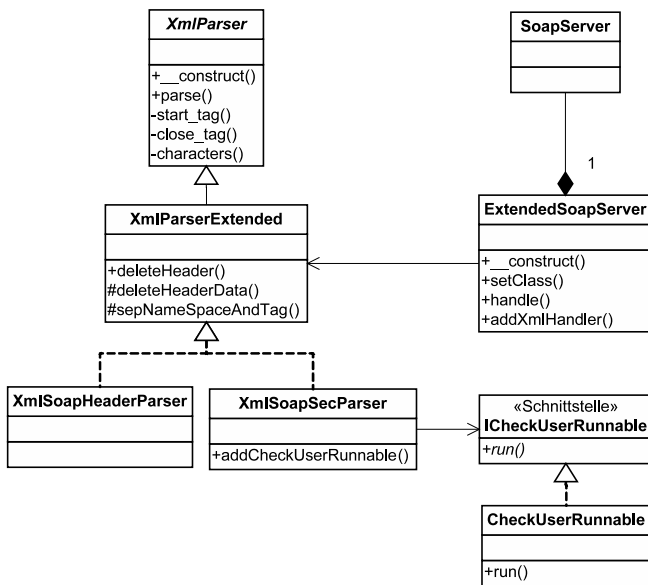 XmlParser
+__construct()
+parse()
-start_tag()
-close_tag()
-characters()
SoapServer
1
XmlParserExtended
+deleteHeader()
#deleteHeaderData()
#sepNameSpaceAndTag()
ExtendedSoapServer
+__construct()
+setClass()
+handle()
+addXmlHandler()
XmlSoapHeaderParser
XmlSoapSecParser
+addCheckUserRunnable()
«Schnittstelle»
ICheckUserRunnable
+run()
CheckUserRunnable
+run()